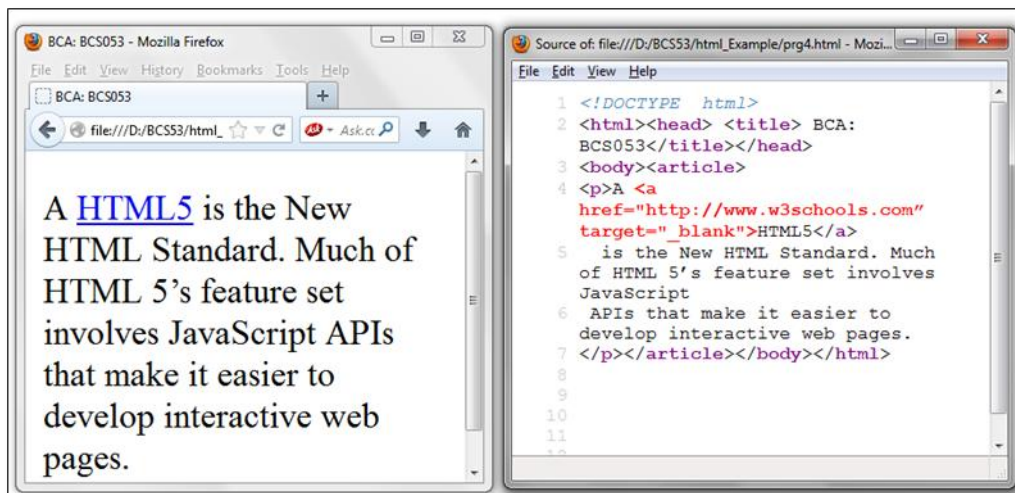 BCA: BCS053 - Mozilla Firefox
File Edit View History Bookmarks Tools Help
BCA: BCS053
+
file:///D:/BCS53/html_
Ask.cc
A HTML5 is the New
HTML Standard. Much of
HTML 5’s feature set
involves JavaScript APIs
that make it easier to
develop interactive web
pages.
Source of: file:///D:/BCS53/html_Example/prg4.html - Mozi...
File Edit View Help
1 <!DOCTYPE html>
2 <html><head> <title> BCA:
BCS053</title></head>
3 <body><article>
4 <p>A <a
href="http://www.w3schools.com”
target="_blank">HTML5</a>
5 is the New HTML Standard. Much
of HTML 5’s feature set involves
JavaScript
6 APIs that make it easier to
develop interactive web pages.
7 </p></article></body></html>
8
9
10
11